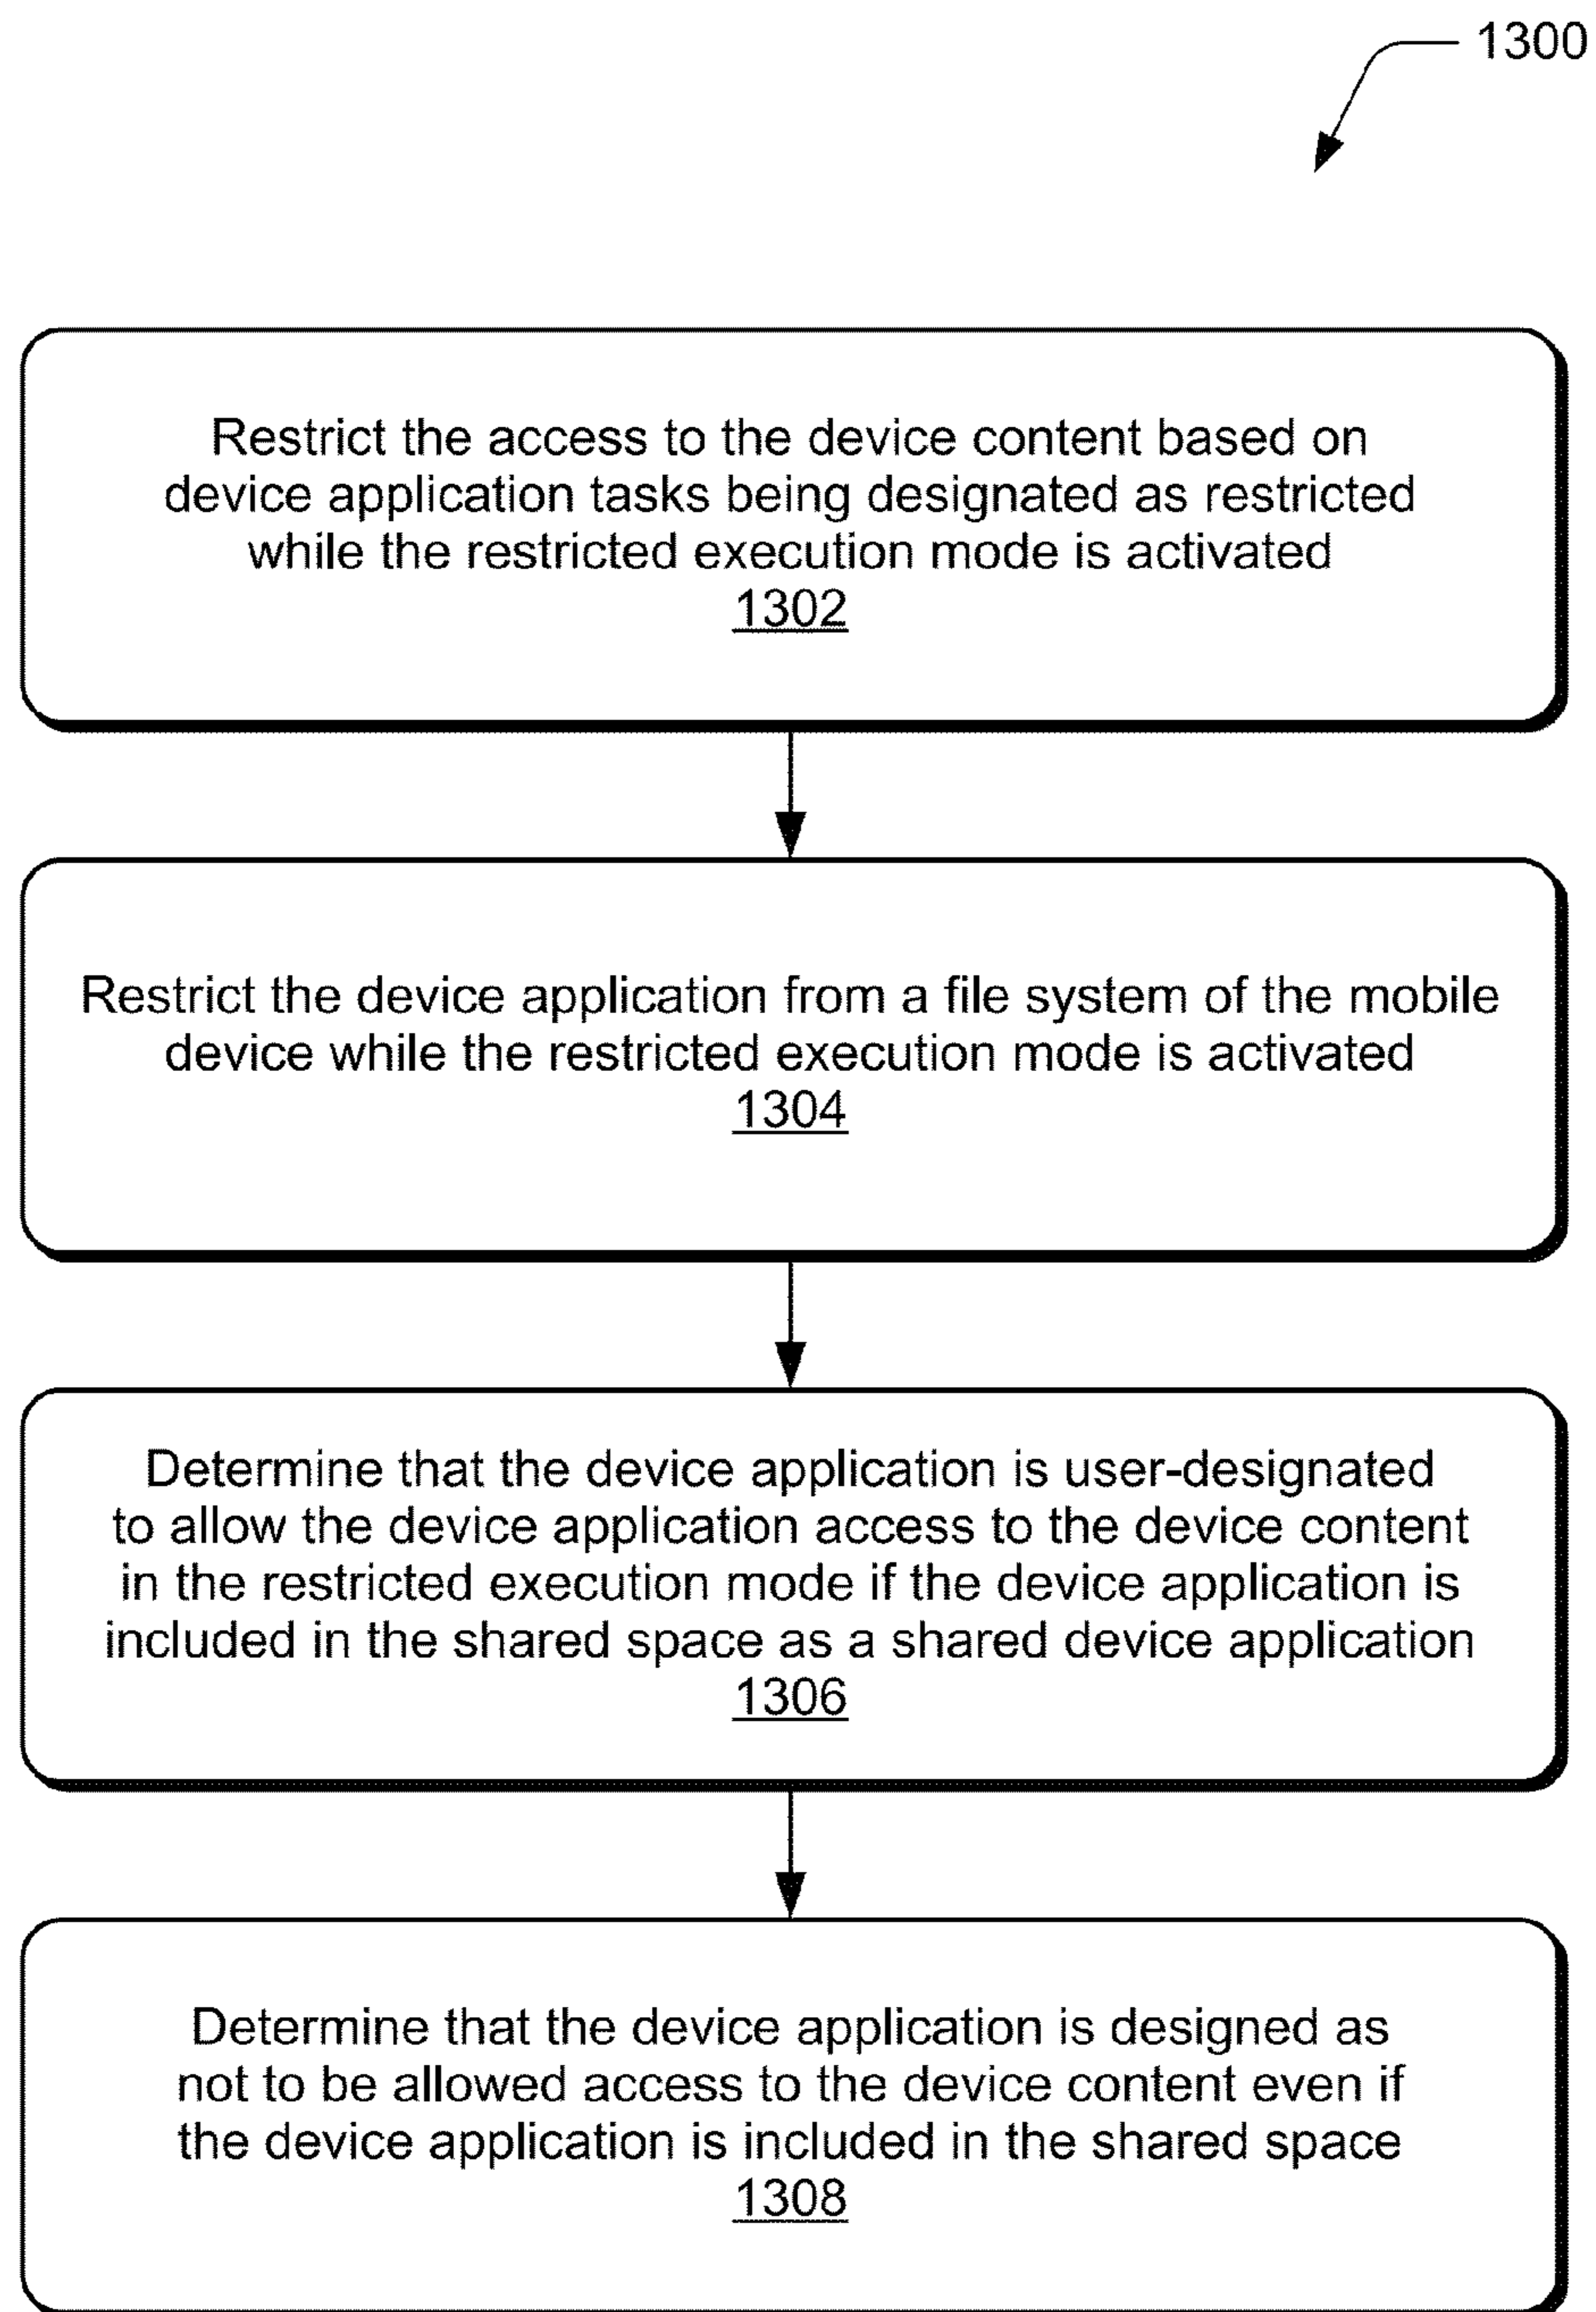 1300
Restrict the access to the device content based on
device application tasks being designated as restricted
while the restricted execution mode is activated
1302
Restrict the device application from a file system of the mobile
device while the restricted execution mode is activated
1304
Determine that the device application is user-designated
to allow the device application access to the device content
in the restricted execution mode if the device application is
included in the shared space as a shared device application
1306
Determine that the device application is designed as
not to be allowed access to the device content even if
the device application is included in the shared space
1308